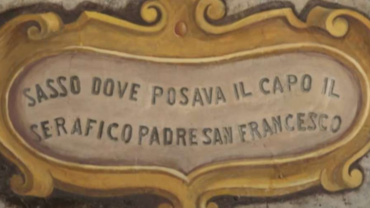 SASSO DOVE POSAVA IL CAPO IL
SERAFICO PADRE SAN FRANCESCO